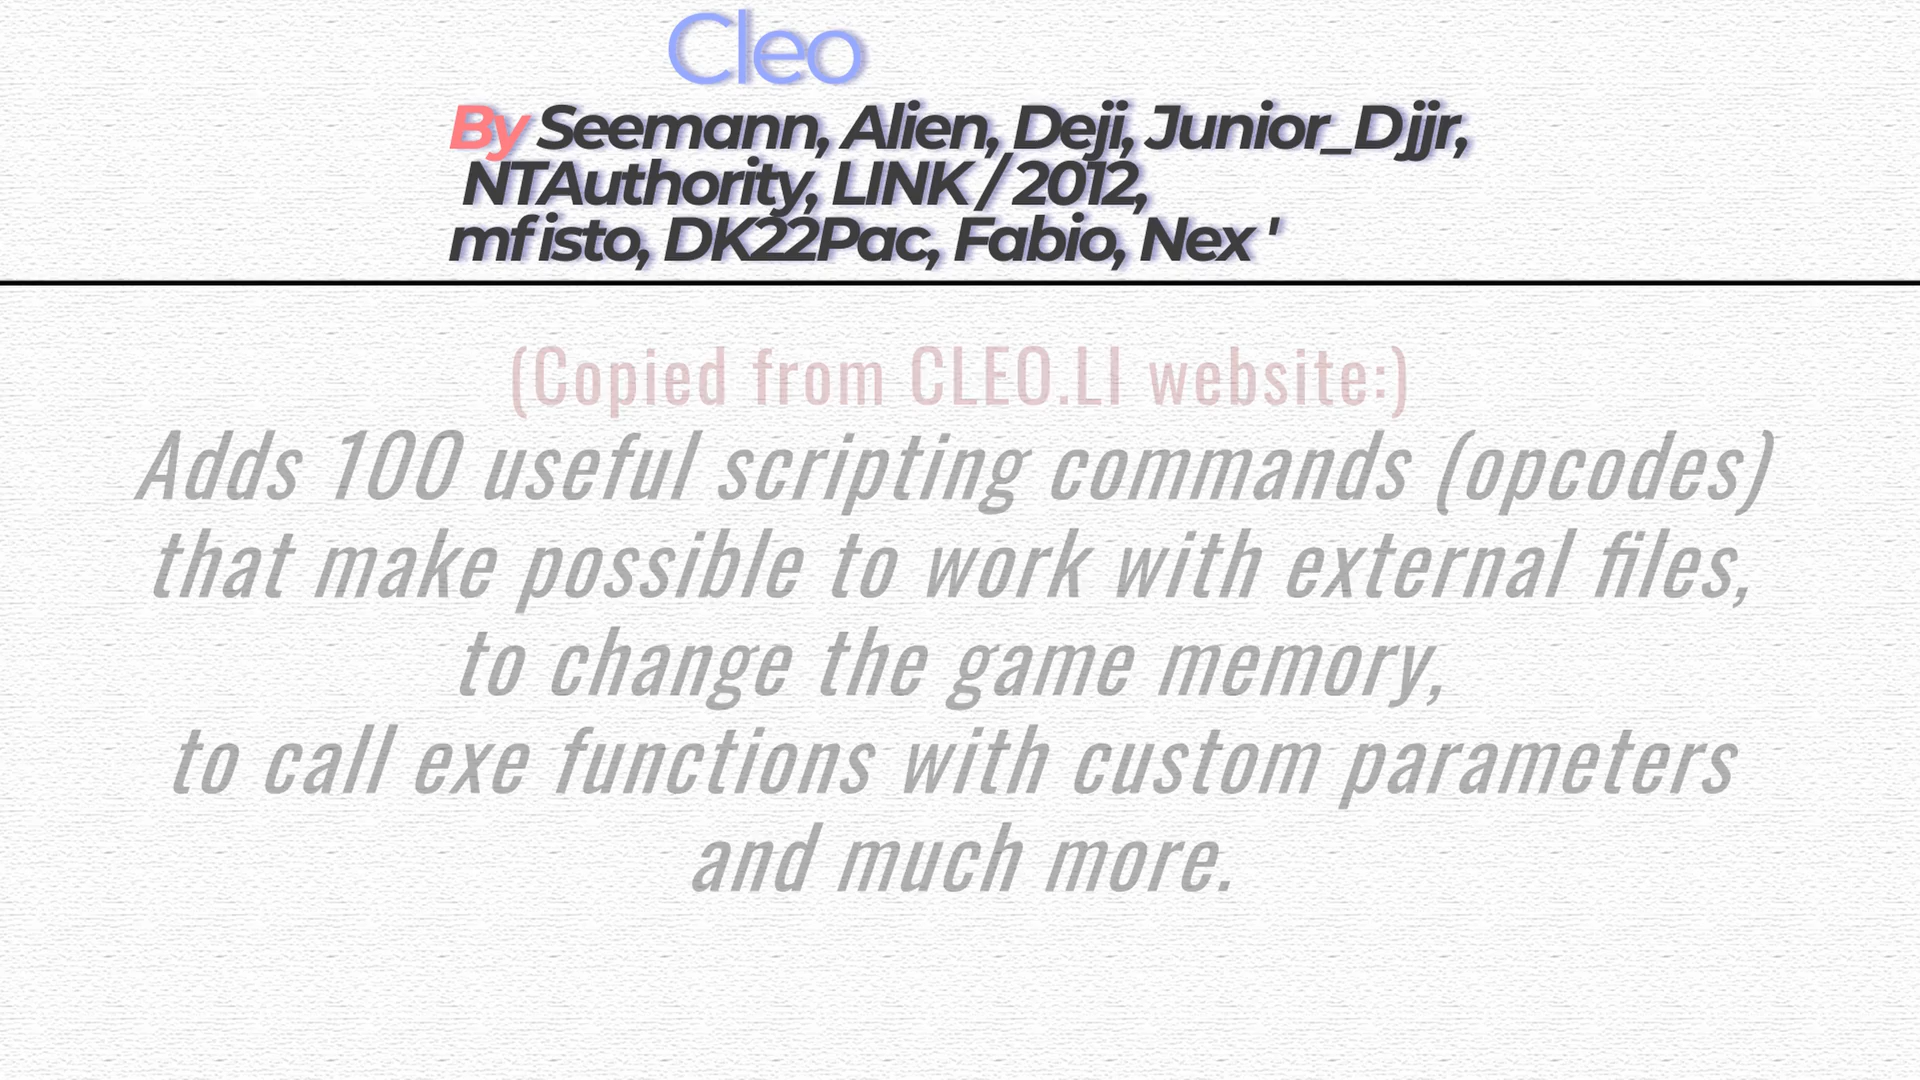 Cleo
By Seemann, Alien, Deji, Junior_Djjr,
NTAuthority, LINK / 2012,
mfisto, DK22Pac, Fabio, Nex '
(Copied from CLEO.LI website:)
Adds 100 useful scripting commands (opcodes)
that make possible to work with external files,
to change the game memory,
to call exe functions with custom parameters
and much more.